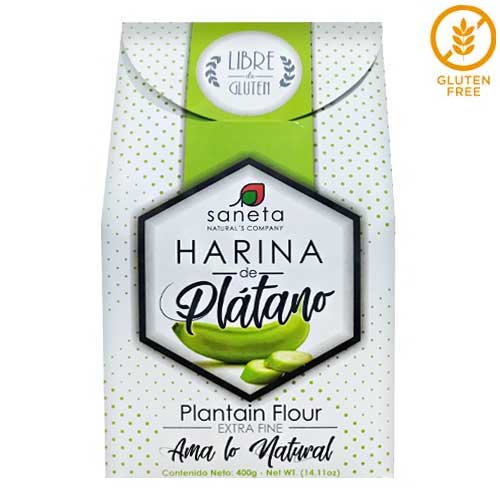 GLUTEN
FREE
LIBRE
de
GLUTEN
saneta
NATURAL'S COMPANY
HARINA
de
Plátano
Plantain Flour
EXTRA FINE
Ama lo Natural
Contenido Neto: 400g- Net WT. (14.11oz)